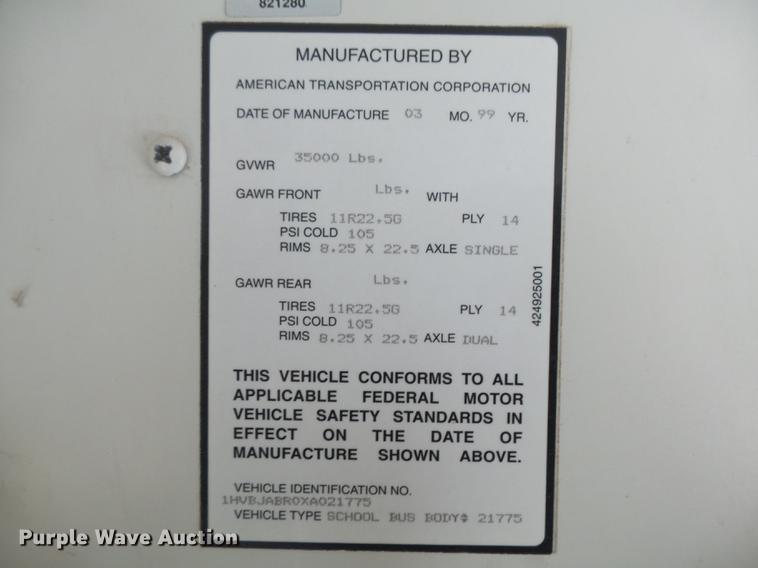 821280
MANUFACTURED BY
AMERICAN TRANSPORTATION CORPORATION
DATE OF MANUFACTURE 03 MO. 99 YR.
GVWR 35000 Lbs.
GAWR FRONT Lbs. WITH
TIRES 11R22.5G PLY 14
PSI COLD 105
RIMS 8.25 X 22.5 AXLE SINGLE
GAWR REAR Lbs.
TIRES 11R22.5G PLY 14
PSI COLD 105
RIMS 8.25 X 22.5 AXLE DUAL
424925001
THIS VEHICLE CONFORMS TO ALL
APPLICABLE FEDERAL MOTOR
VEHICLE SAFETY STANDARDS IN
EFFECT ON THE DATE OF
MANUFACTURE SHOWN ABOVE.
VEHICLE IDENTIFICATION NO.
1HVBJABR0XA021775
VEHICLE TYPE SCHOOL BUS BODY# 21775
Purple Wave Auction